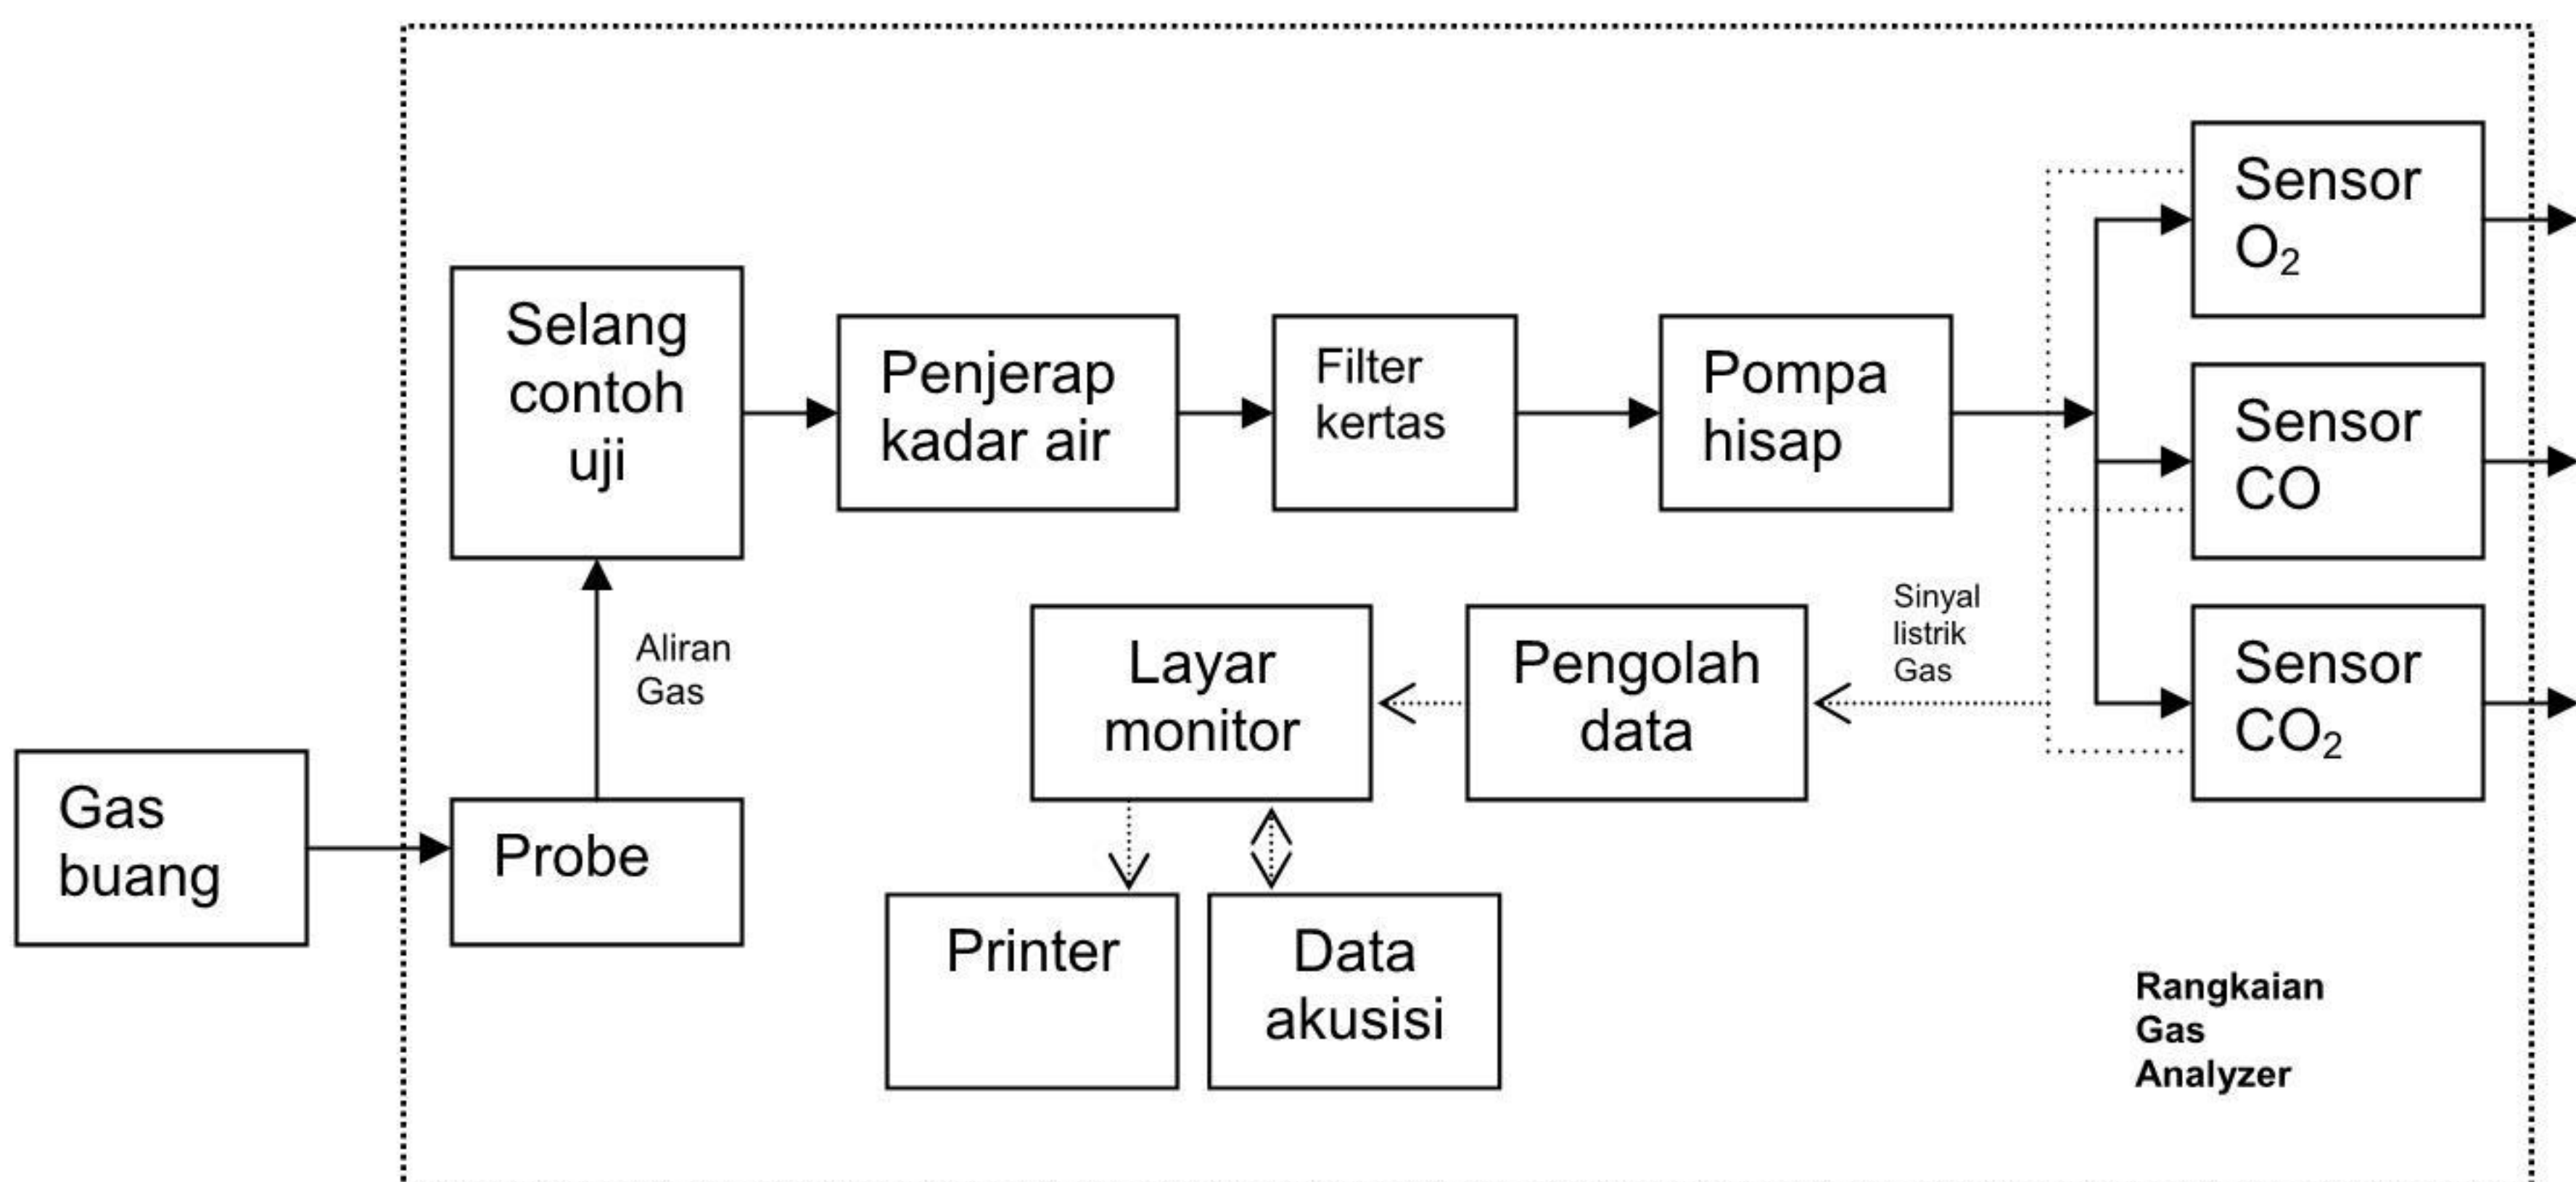 Sensor
O₂
Selang
contoh
uji
Penjerap
kadar air
Filter
kertas
Pompa
hisap
Sensor
CO
Aliran
Gas
Layar
monitor
Pengolah
data
Sinyal
listrik
Gas
Sensor
CO₂
Gas
buang
Probe
Printer
Data
akusisi
Rangkaian
Gas
Analyzer